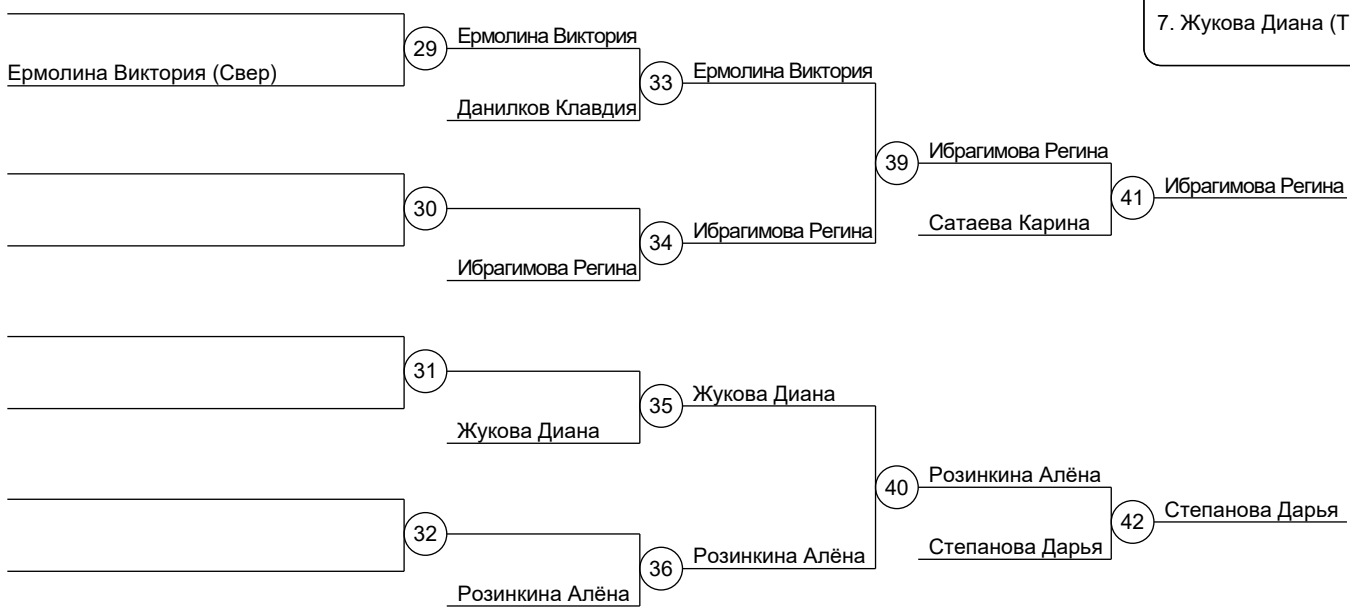 7. Жукова Диана (Т
29
Ермолина Виктория
Ермолина Виктория (Свер)
33
Ермолина Виктория
Данилков Клавдия
39
Ибрагимова Регина
41
Ибрагимова Регина
30
34
Ибрагимова Регина
Сатаева Карина
Ибрагимова Регина
31
35
Жукова Диана
Жукова Диана
40
Розинкина Алёна
42
Степанова Дарья
32
36
Розинкина Алёна
Степанова Дарья
Розинкина Алёна